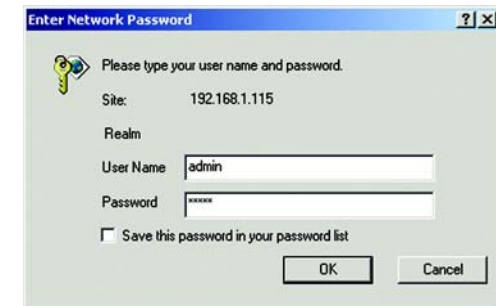 Enter Network Password
Please type your user name and password.
Site: 192.168.1.115
Realm
User Name admin
Password xxxxx
Save this password in your password list
OK Cancel